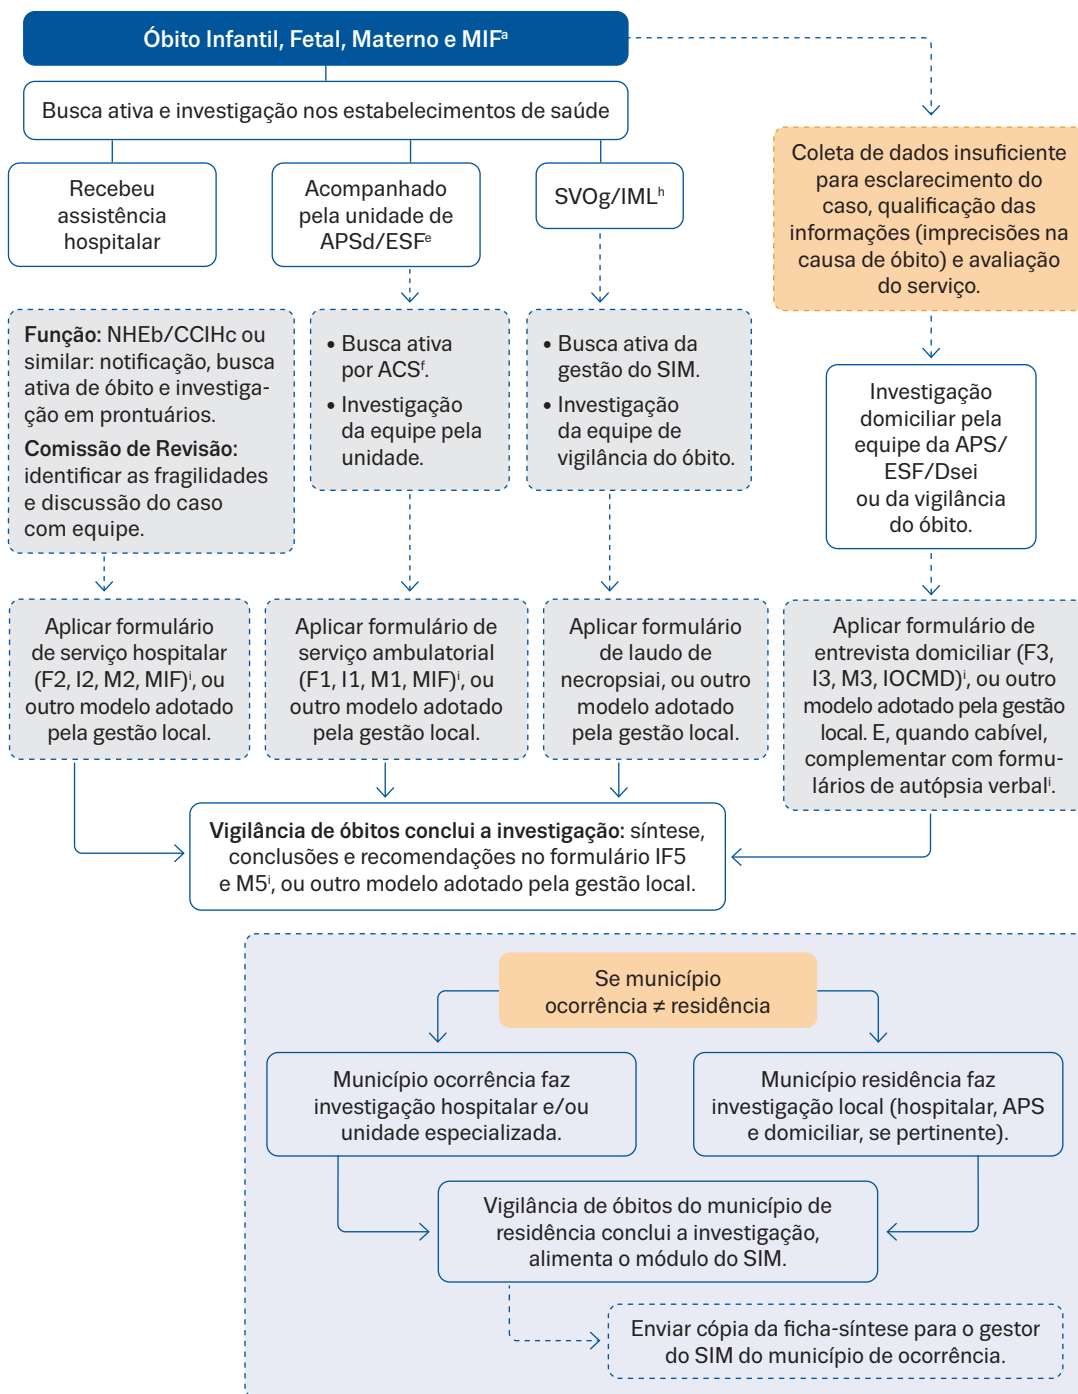 Óbito Infantil, Fetal, Materno e MIFᵃ
Busca ativa e investigação nos estabelecimentos de saúde
Recebeu
assistência
hospitalar
Acompanhado
pela unidade de
APSd/ESFᵉ
SVOg/IMLʰ
Coleta de dados insuficiente
para esclarecimento do
caso, qualificação das
informações (imprecisões na
causa de óbito) e avaliação
do serviço.
Função: NHEb/CCIHc ou
similar: notificação, busca
ativa de óbito e investiga-
ção em prontuários.
Comissão de Revisão:
identificar as fragilidades
e discussão do caso
com equipe.
• Busca ativa
por ACSᶠ.
• Investigação
da equipe pela
unidade.
• Busca ativa da
gestão do SIM.
• Investigação
da equipe de
vigilância do óbito.
Investigação
domiciliar pela
equipe da APS/
ESF/Dsei
ou da vigilância
do óbito.
Aplicar formulário
de serviço hospitalar
(F2, I2, M2, MIF)ⁱ, ou
outro modelo adotado
pela gestão local.
Aplicar formulário de
serviço ambulatorial
(F1, I1, M1, MIF)ⁱ, ou
outro modelo adotado
pela gestão local.
Aplicar formulário
de laudo de
necropsiai, ou outro
modelo adotado
pela gestão local.
Aplicar formulário de
entrevista domiciliar (F3,
I3, M3, IOCMD)ⁱ, ou outro
modelo adotado pela gestão
local. E, quando cabível,
complementar com formu-
lários de autópsia verbalⁱ.
Vigilância de óbitos conclui a investigação: síntese,
conclusões e recomendações no formulário IF5
e M5ⁱ, ou outro modelo adotado pela gestão local.
Se município
ocorrência ≠ residência
Município ocorrência faz
investigação hospitalar e/ou
unidade especializada.
Município residência faz
investigação local (hospitalar, APS
e domiciliar, se pertinente).
Vigilância de óbitos do município de
residência conclui a investigação,
alimenta o módulo do SIM.
Enviar cópia da ficha-síntese para o gestor
do SIM do município de ocorrência.